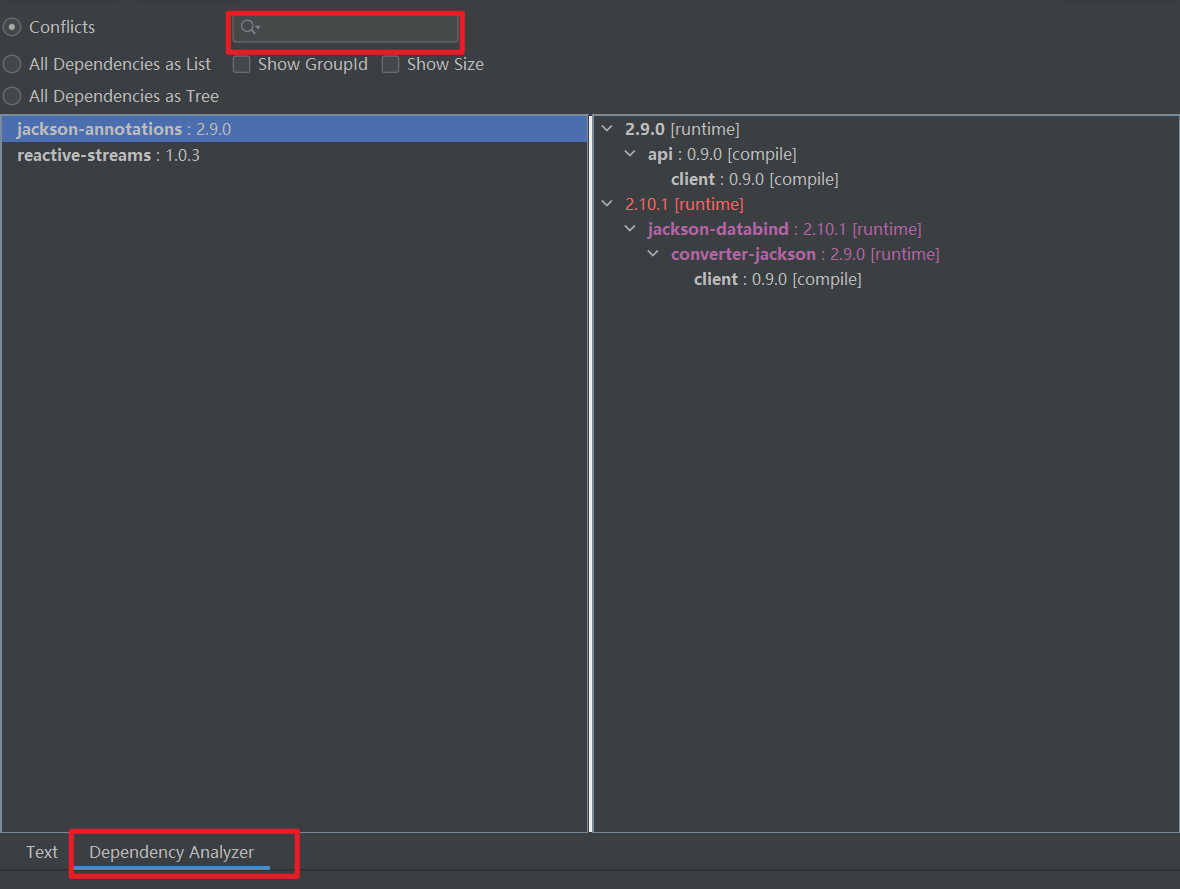 Conflicts
All Dependencies as List Show GroupId Show Size
All Dependencies as Tree
jackson-annotations : 2.9.0
reactive-streams : 1.0.3
2.9.0 [runtime]
api : 0.9.0 [compile]
client : 0.9.0 [compile]
2.10.1 [runtime]
jackson-databind : 2.10.1 [runtime]
converter-jackson : 2.9.0 [runtime]
client : 0.9.0 [compile]
Text Dependency Analyzer